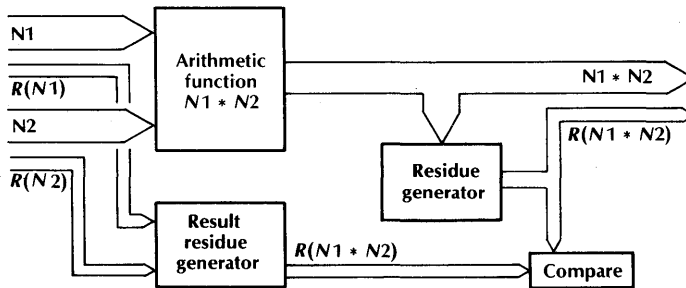 N1
R(N1)
N2
R(N2)
Arithmetic
function
N1 * N2
N1 * N2
Residue
generator
R(N1 * N2)
Result
residue
generator
R(N1 * N2)
Compare